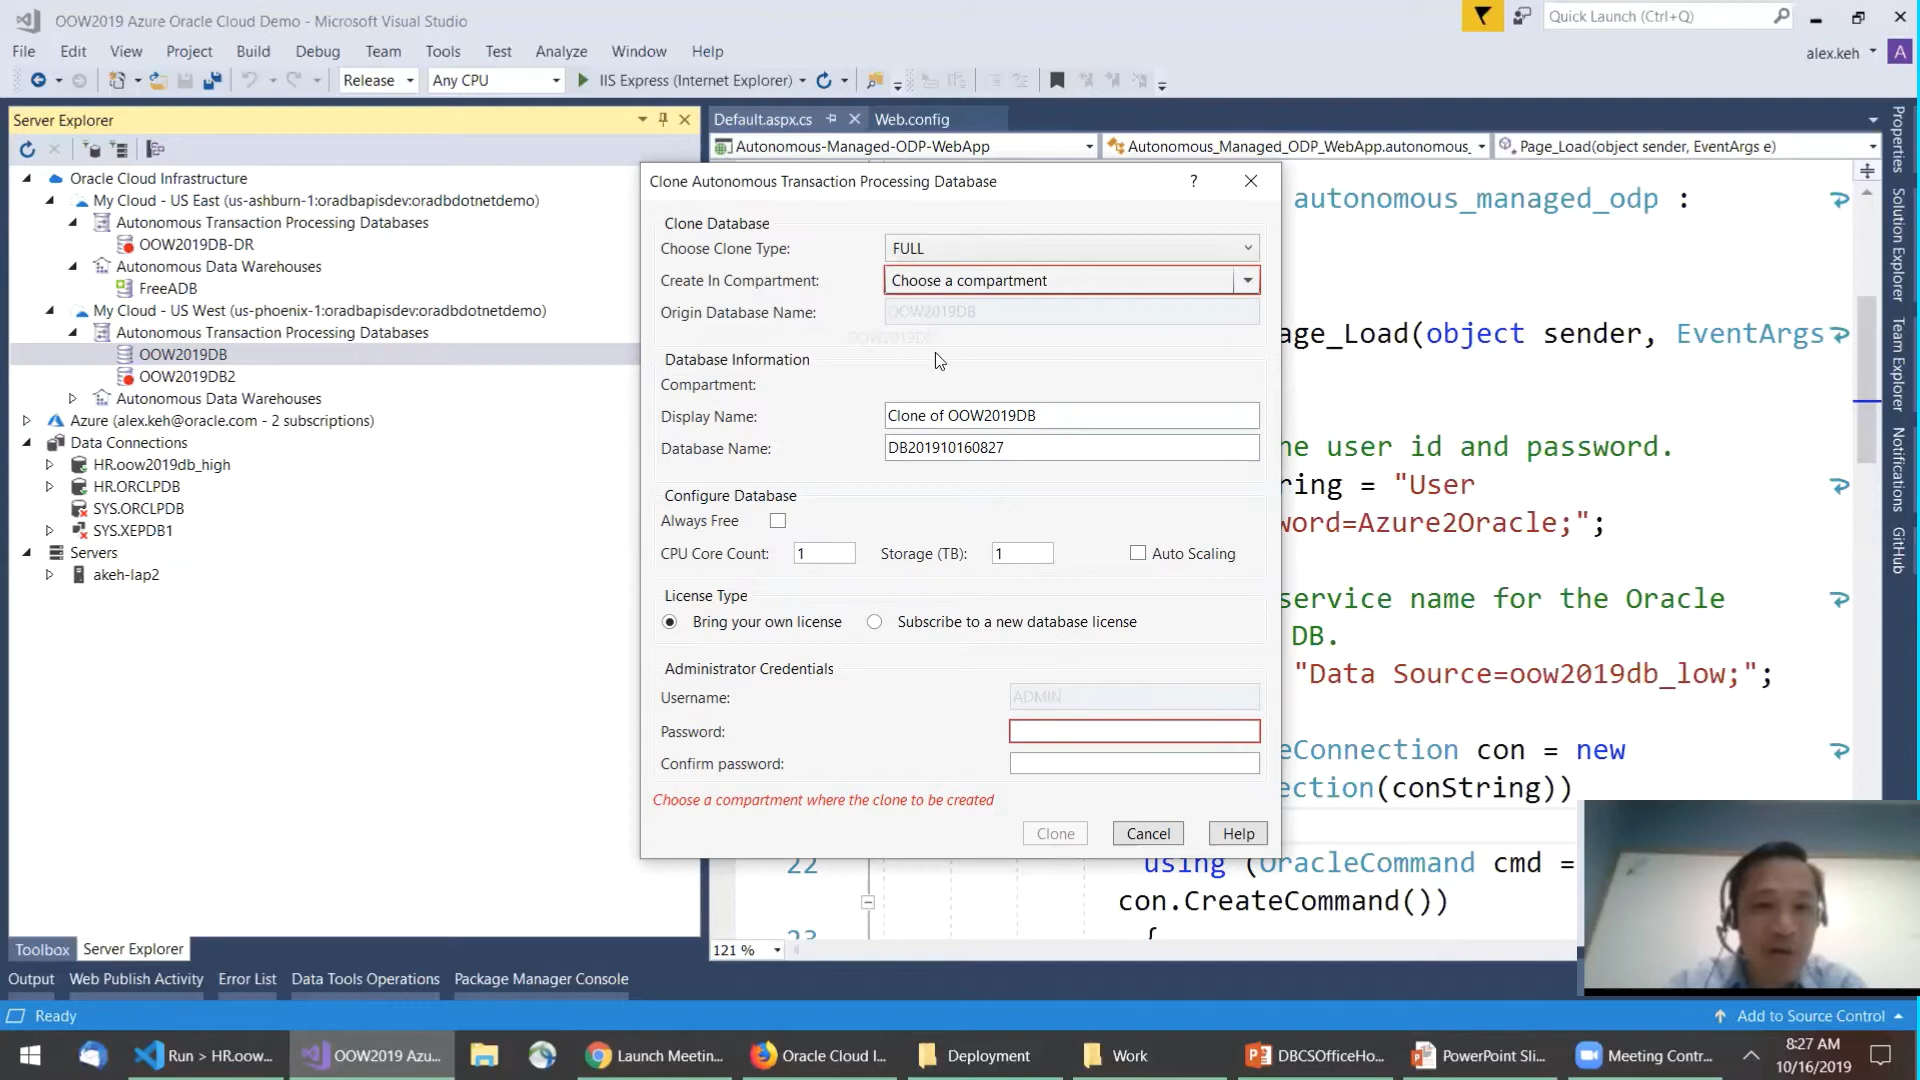 OOW2019 Azure Oracle Cloud Demo - Microsoft Visual Studio
Quick Launch (Ctrl+Q)
File Edit View Project Build Debug Team Tools Test Analyze Window Help
alex.keh A
Release Any CPU IIS Express (Internet Explorer)
Server Explorer
Default.aspx.cs Web.config
Autonomous-Managed-ODP-WebApp Autonomous_Managed_ODP_WebApp.autonomous_ Page_Load(object sender, EventArgs e)
Oracle Cloud Infrastructure
My Cloud - US East (us-ashburn-1:oradbapisdev:oradbdotnetdemo)
Autonomous Transaction Processing Databases
OOW2019DB-DR
Autonomous Data Warehouses
FreeADB
My Cloud - US West (us-phoenix-1:oradbapisdev:oradbdotnetdemo)
Autonomous Transaction Processing Databases
OOW2019DB
OOW2019DB2
Autonomous Data Warehouses
Azure (alex.keh@oracle.com - 2 subscriptions)
Data Connections
HR.oow2019db_high
HR.ORCLPDB
SYS.ORCLPDB
SYS.XEPDB1
Servers
akeh-lap2
Clone Autonomous Transaction Processing Database ?
Clone Database
Choose Clone Type: FULL
Create In Compartment: Choose a compartment
Origin Database Name: OOW2019DB
Database Information
Compartment:
Display Name: Clone of OOW2019DB
Database Name: DB201910160827
Configure Database
Always Free
CPU Core Count: 1 Storage (TB): 1 Auto Scaling
License Type
Bring your own license Subscribe to a new database license
Administrator Credentials
Username: ADMIN
Password:
Confirm password:
Choose a compartment where the clone to be created
Clone Cancel Help
autonomous_managed_odp :
age_Load(object sender, EventArgs
ne user id and password.
ring = "User
word=Azure2Oracle;";
service name for the Oracle
DB.
"Data Source=oow2019db_low;";
eConnection con = new
ection(conString))
22 using (OracleCommand cmd =
con.CreateCommand())
23 {
121 %
Properties
Solution Explorer
Team Explorer
Notifications
GitHub
Toolbox Server Explorer
Output Web Publish Activity Error List Data Tools Operations Package Manager Console
Ready
Add to Source Control
Run > HR.oow... OOW2019 Azu... Launch Meetin... Oracle Cloud I... Deployment Work DBCSOfficeHo... PowerPoint Sli... Meeting Contr...
8:27 AM
10/16/2019